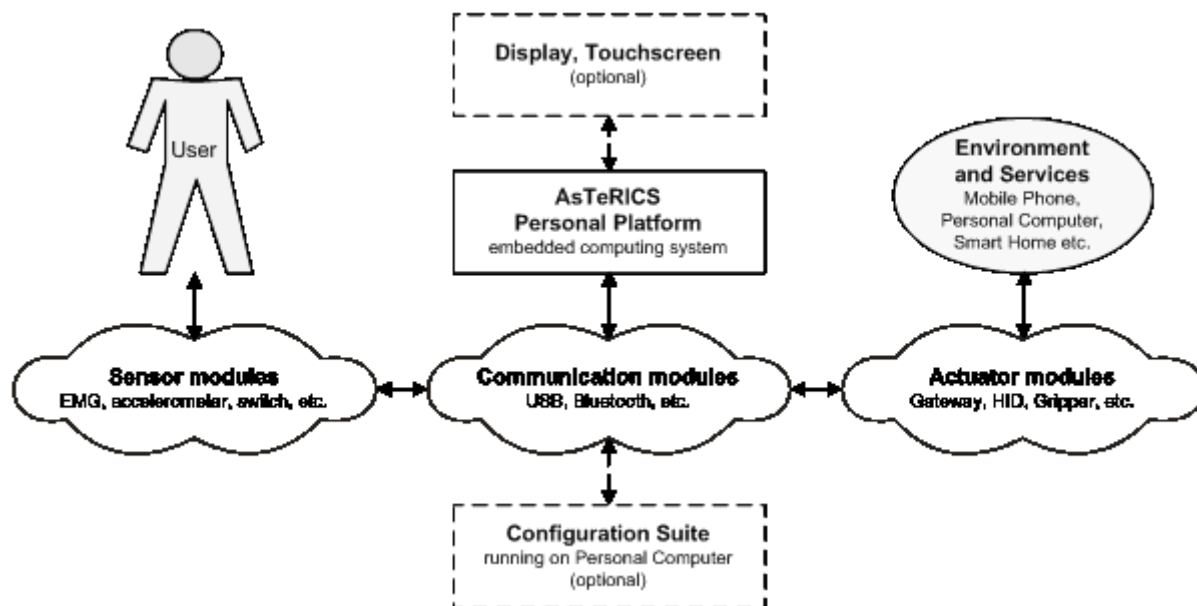 User
Display, Touchscreen
(optional)
AsTeRICS
Personal Platform
embedded computing system
Environment
and Services
Mobile Phone,
Personal Computer,
Smart Home etc.
Sensor modules
EMG, accelerometer, switch, etc.
Communication modules
USB, Bluetooth, etc.
Actuator modules
Gateway, HID, Gripper, etc.
Configuration Suite
running on Personal Computer
(optional)